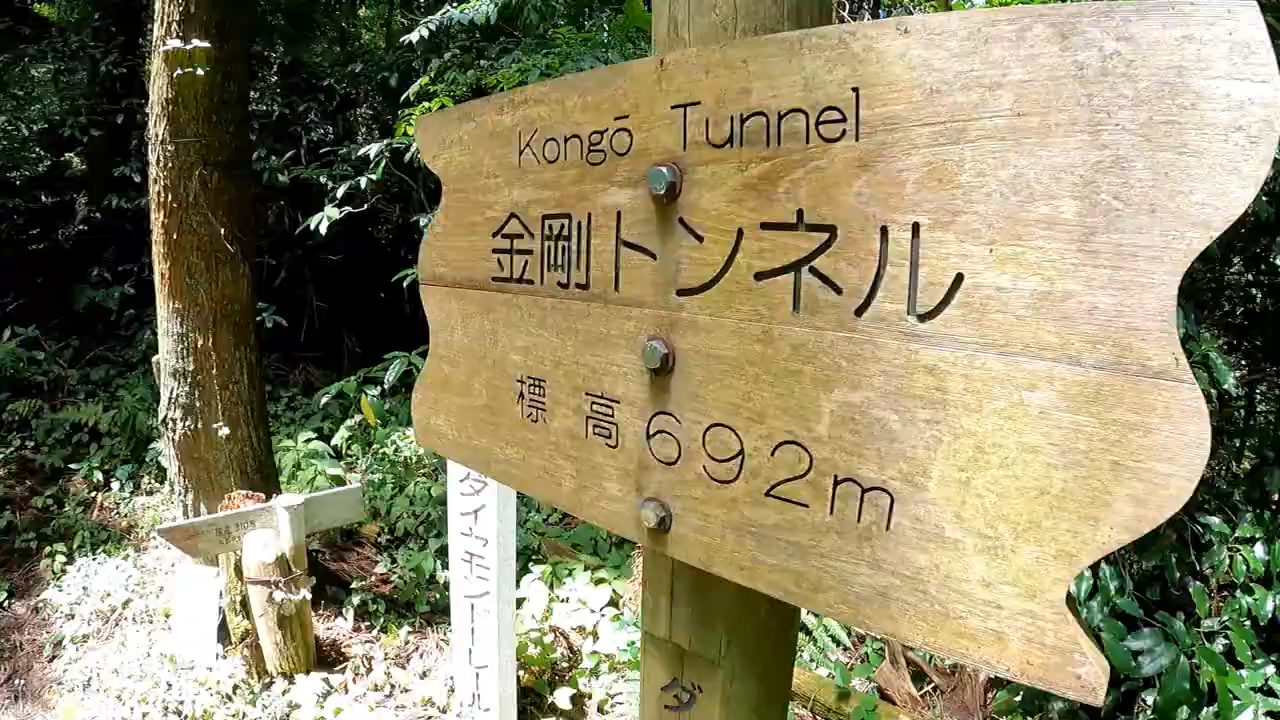 Kongō Tunnel
金剛トンネル
標高692m
ダイヤモンドトレール
ダ